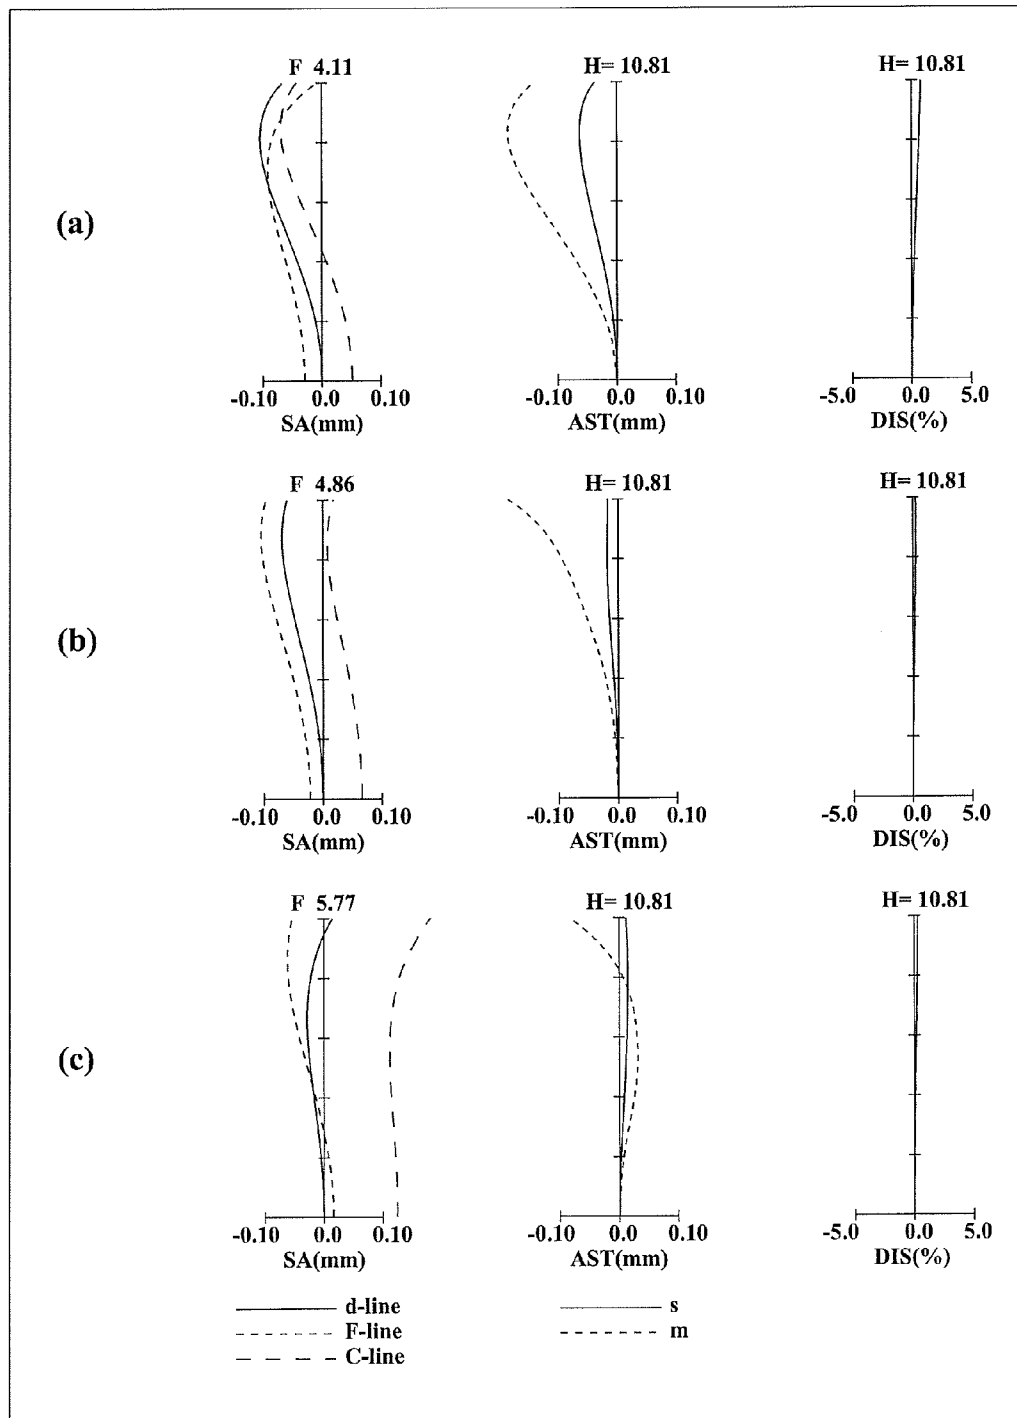 F 4.11 H= 10.81 H= 10.81
(a)
-0.10 0.0 0.10 -0.10 0.0 0.10 -5.0 0.0 5.0
SA(mm) AST(mm) DIS(%)
F 4.86 H= 10.81 H= 10.81
(b)
-0.10 0.0 0.10 -0.10 0.0 0.10 -5.0 0.0 5.0
SA(mm) AST(mm) DIS(%)
F 5.77 H= 10.81 H= 10.81
(c)
-0.10 0.0 0.10 -0.10 0.0 0.10 -5.0 0.0 5.0
SA(mm) AST(mm) DIS(%)
d-line s
F-line m
C-line